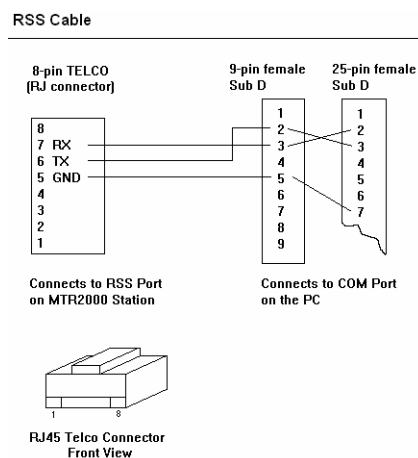 RSS Cable
8-pin TELCO
(RJ connector)
9-pin female
Sub D
25-pin female
Sub D
8
7 RX
6 TX
5 GND
4
3
2
1
1
2
3
4
5
6
7
8
9
1
2
3
4
5
6
7
Connects to RSS Port
on MTR2000 Station
Connects to COM Port
on the PC
1 8
RJ45 Telco Connector
Front View